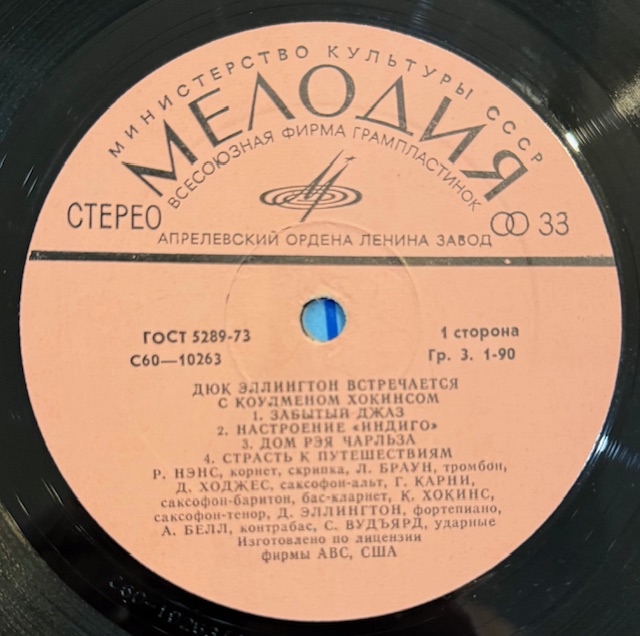 МИНИСТЕРСТВО КУЛЬТУРЫ СССР
МЕЛОДИЯ
ВСЕСОЮЗНАЯ ФИРМА ГРАМПЛАСТИНОК
СТЕРЕО
33
АПРЕЛЕВСКИЙ ОРДЕНА ЛЕНИНА ЗАВОД
ГОСТ 5289-73
1 сторона
С60—10263
Гр. 3. 1-90
ДЮК ЭЛЛИНГТОН ВСТРЕЧАЕТСЯ
С КОУЛМЕНОМ ХОКИНСОМ
1. ЗАБЫТЫЙ ДЖАЗ
2. НАСТРОЕНИЕ «ИНДИГО»
3. ДОМ РЭЯ ЧАРЛЬЗА
4. СТРАСТЬ К ПУТЕШЕСТВИЯМ
Р. НЭНС, корнет, скрипка, Л. БРАУН, тромбон,
Д. ХОДЖЕС, саксофон-альт, Г. КАРНИ,
саксофон-баритон, бас-кларнет, К. ХОКИНС,
саксофон-тенор, Д. ЭЛЛИНГТОН, фортепиано,
А. БЕЛЛ, контрабас, С. ВУДЪЯРД, ударные
Изготовлено по лицензии
фирмы АВС, США